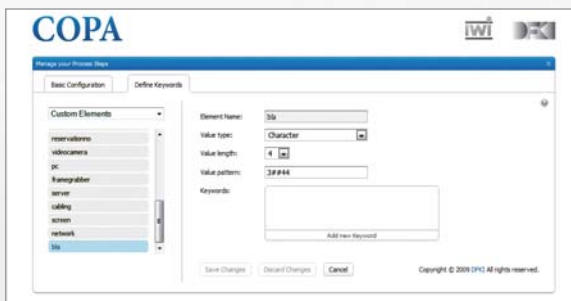 COPA
iwi DFKI
Manage your Process Steps x
Basic Configuration Define Keywords
Custom Elements
reservationno
videocamera
pc
framegrabber
server
cabling
screen
network
bla
Element Name: bla
Value type: Character
Value length: 4
Value pattern: 3##44
Keywords:
Add new Keyword
Save Changes Discard Changes Cancel
Copyright © 2009 DFKI All rights reserved.